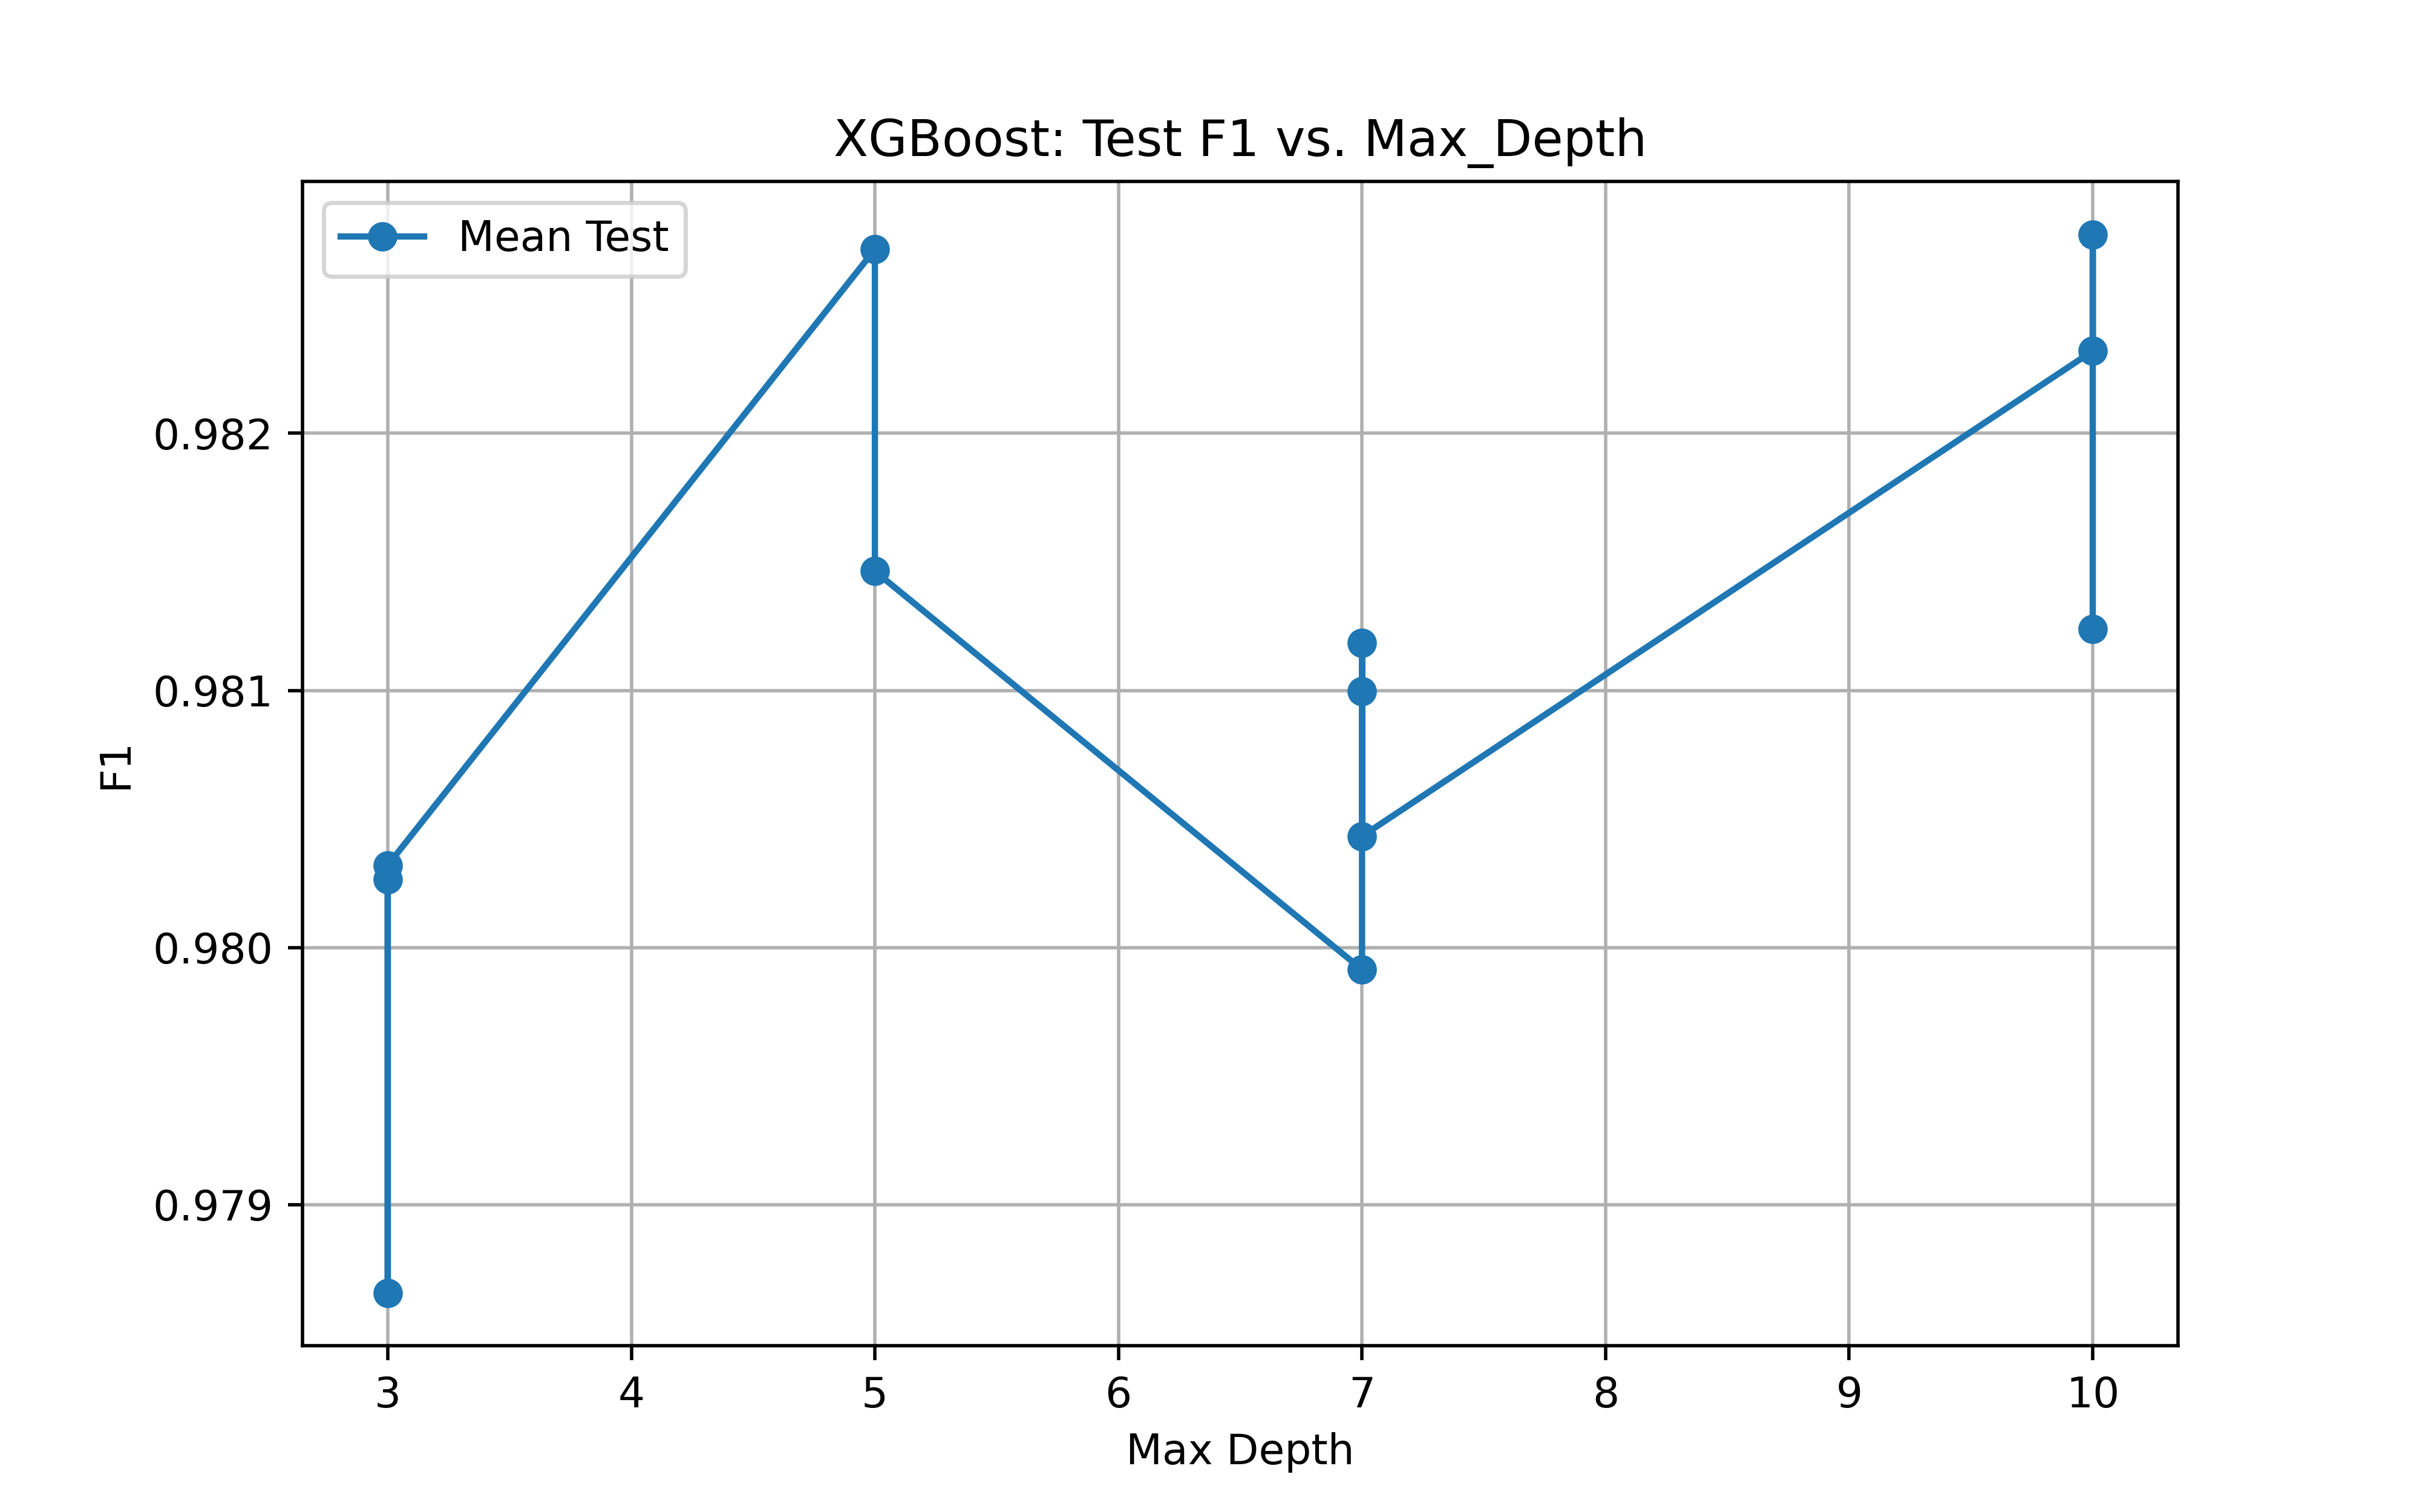 XGBoost: Test F1 vs. Max_Depth
Mean Test
0.982
0.981
0.980
0.979
F1
3 4 5 6 7 8 9 10
Max Depth